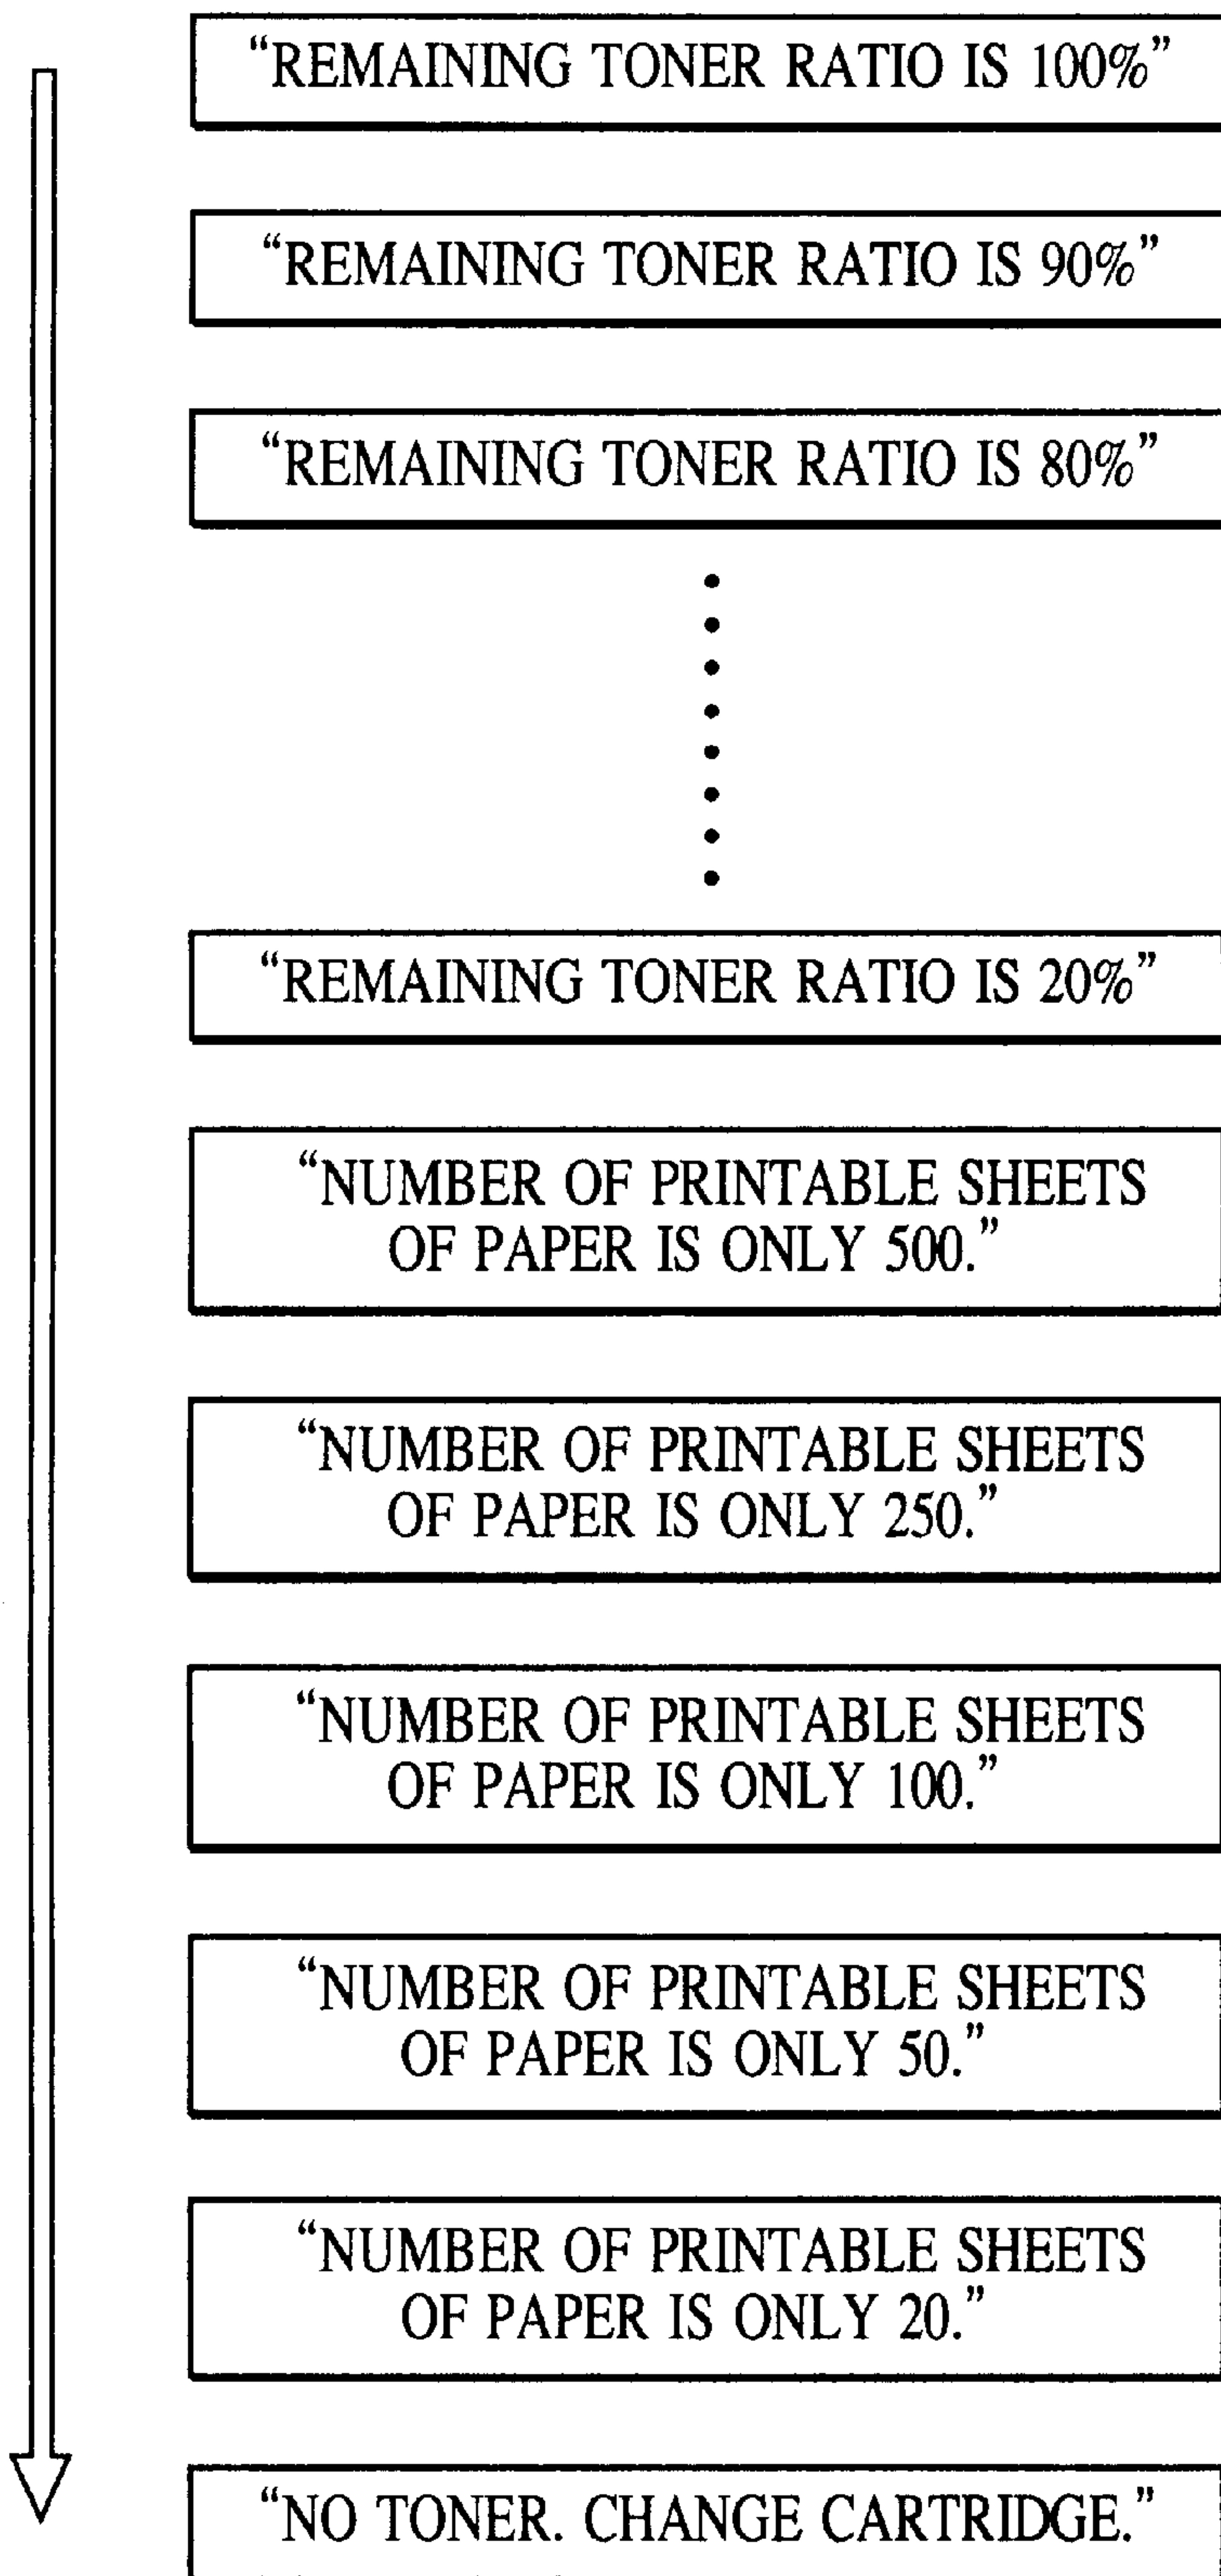 “REMAINING TONER RATIO IS 100%”
“REMAINING TONER RATIO IS 90%”
“REMAINING TONER RATIO IS 80%”
“REMAINING TONER RATIO IS 20%”
“NUMBER OF PRINTABLE SHEETS
OF PAPER IS ONLY 500.”
“NUMBER OF PRINTABLE SHEETS
OF PAPER IS ONLY 250.”
“NUMBER OF PRINTABLE SHEETS
OF PAPER IS ONLY 100.”
“NUMBER OF PRINTABLE SHEETS
OF PAPER IS ONLY 50.”
“NUMBER OF PRINTABLE SHEETS
OF PAPER IS ONLY 20.”
“NO TONER. CHANGE CARTRIDGE.”